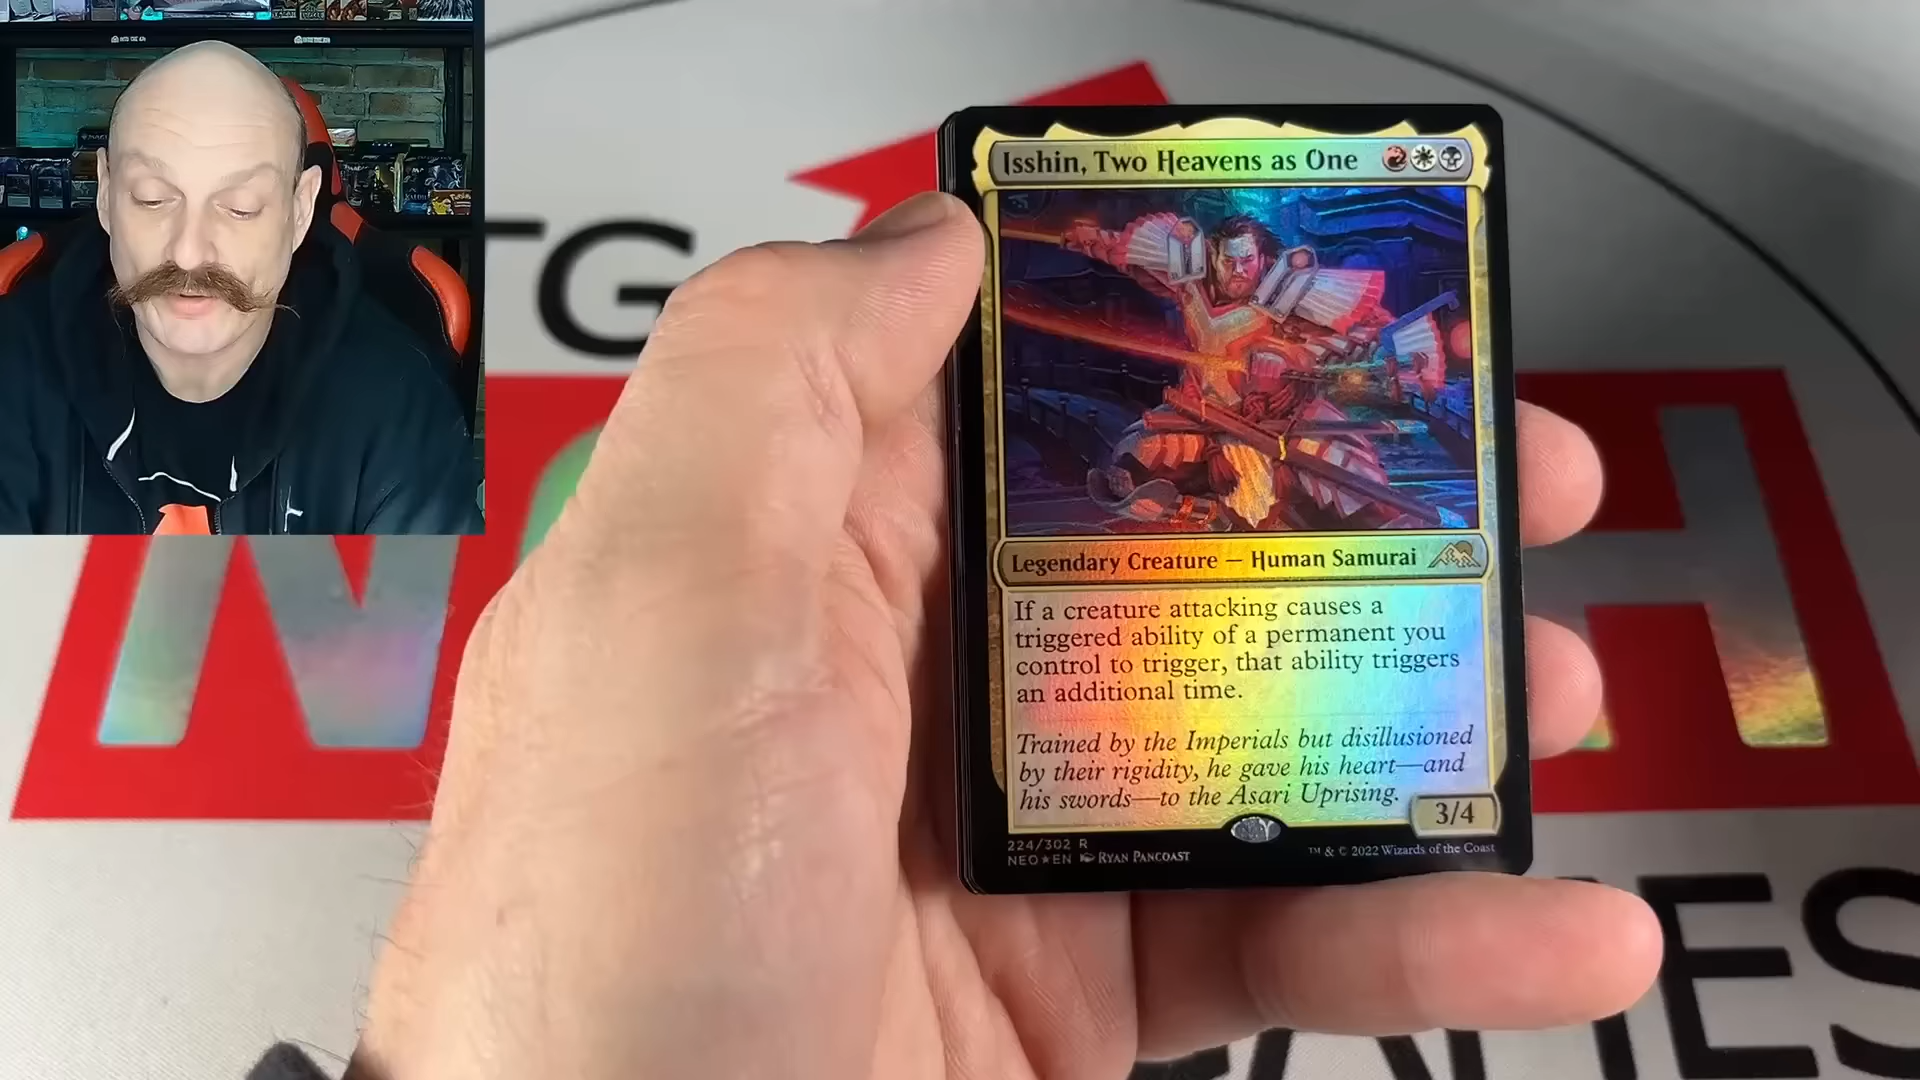 Isshin, Two Heavens as One
Legendary Creature — Human Samurai
If a creature attacking causes a
triggered ability of a permanent you
control to trigger, that ability triggers
an additional time.
Trained by the Imperials but disillusioned
by their rigidity, he gave his heart—and
his swords—to the Asari Uprising.
3/4
224/302 R
NEO★EN RYAN PANCOAST
™ & © 2022 Wizards of the Coast
TG
N
H
GAMES